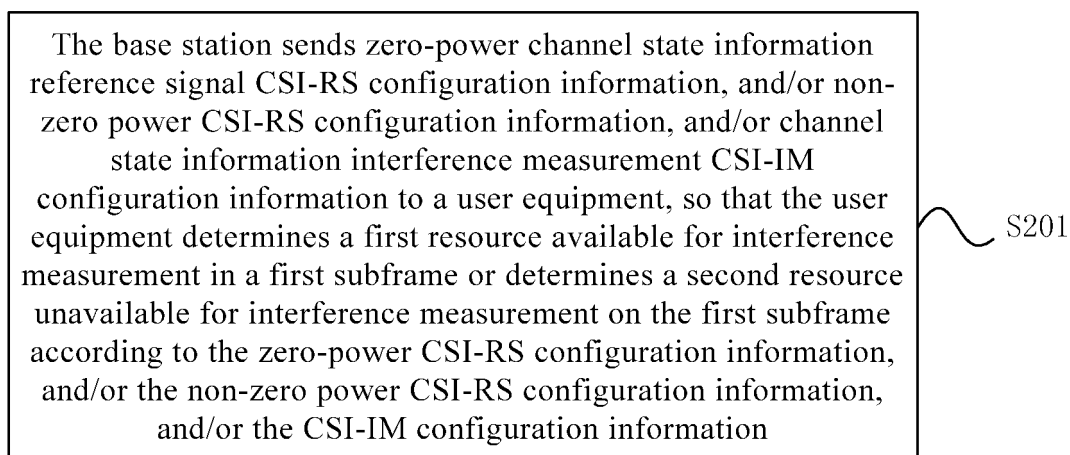 The base station sends zero-power channel state information
reference signal CSI-RS configuration information, and/or non-
zero power CSI-RS configuration information, and/or channel
state information interference measurement CSI-IM
configuration information to a user equipment, so that the user
equipment determines a first resource available for interference
measurement in a first subframe or determines a second resource
unavailable for interference measurement on the first subframe
according to the zero-power CSI-RS configuration information,
and/or the non-zero power CSI-RS configuration information,
and/or the CSI-IM configuration information
S201